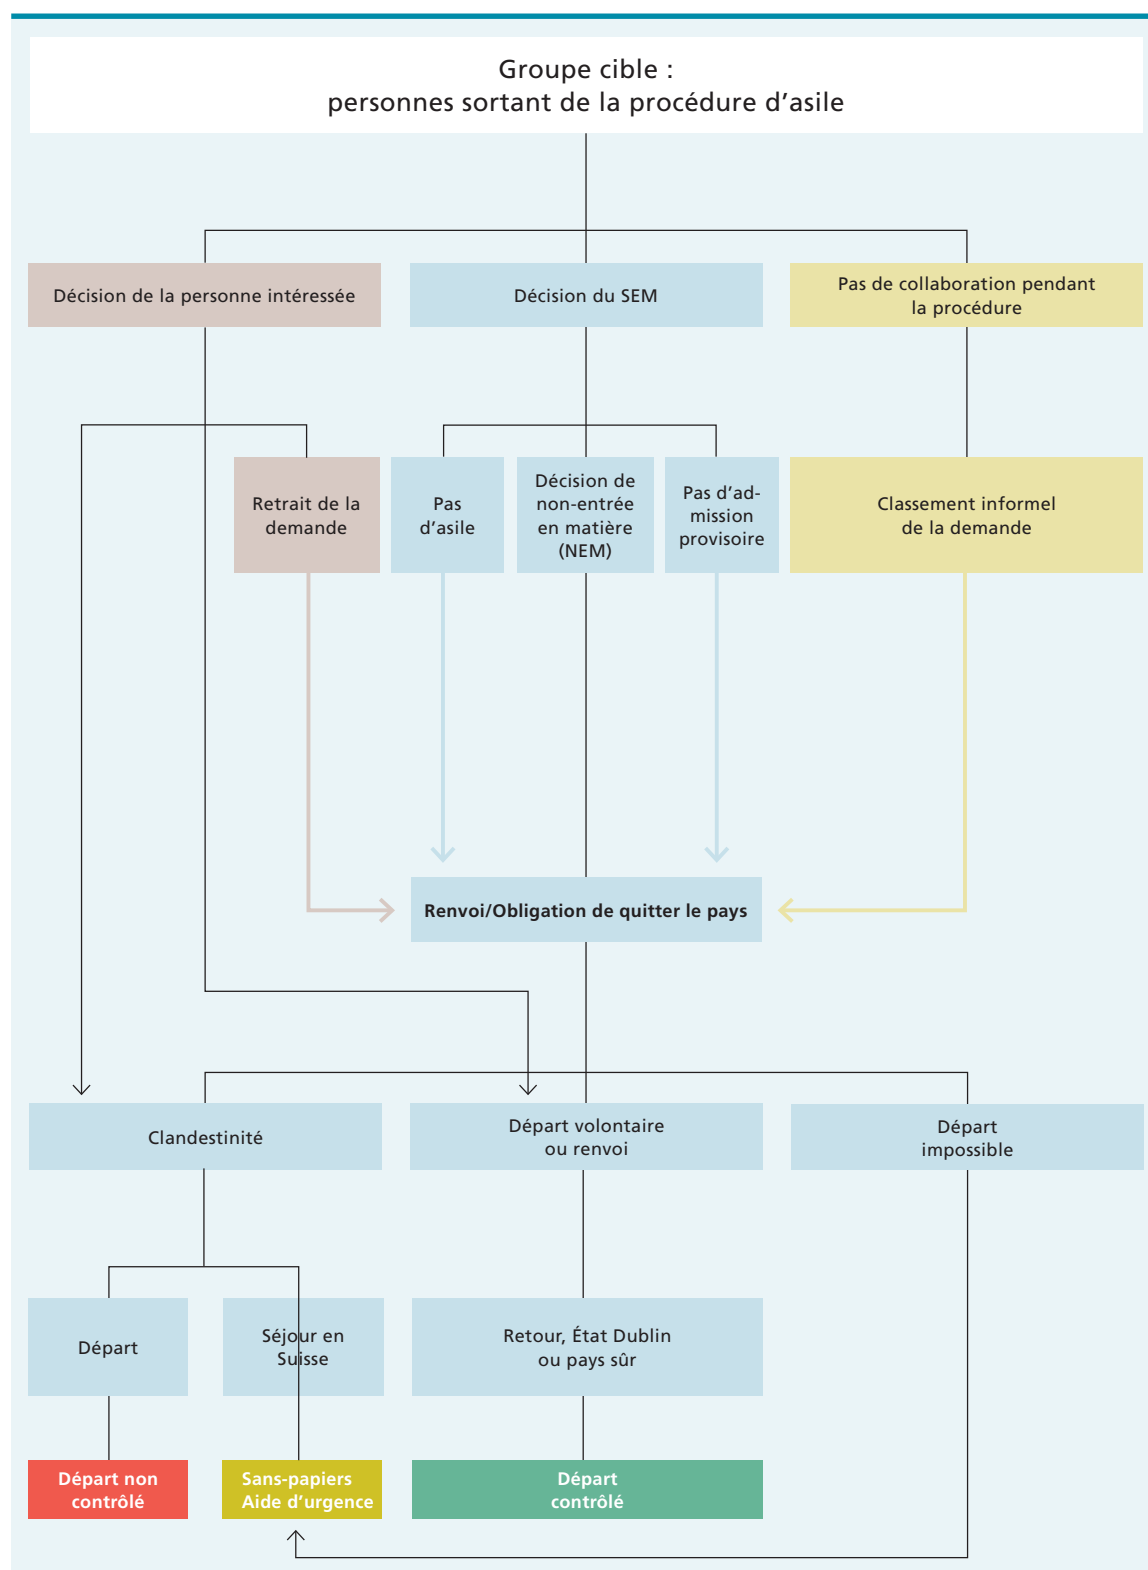 Groupe cible :
personnes sortant de la procédure d’asile
Décision de la personne intéressée
Décision du SEM
Pas de collaboration pendant
la procédure
Retrait de la
demande
Pas
d’asile
Décision de
non-entrée
en matière
(NEM)
Pas d’ad-
mission
provisoire
Classement informel
de la demande
Renvoi/Obligation de quitter le pays
Clandestinité
Départ volontaire
ou renvoi
Départ
impossible
Départ
Séjour en
Suisse
Retour, État Dublin
ou pays sûr
Départ non
contrôlé
Sans-papiers
Aide d’urgence
Départ
contrôlé